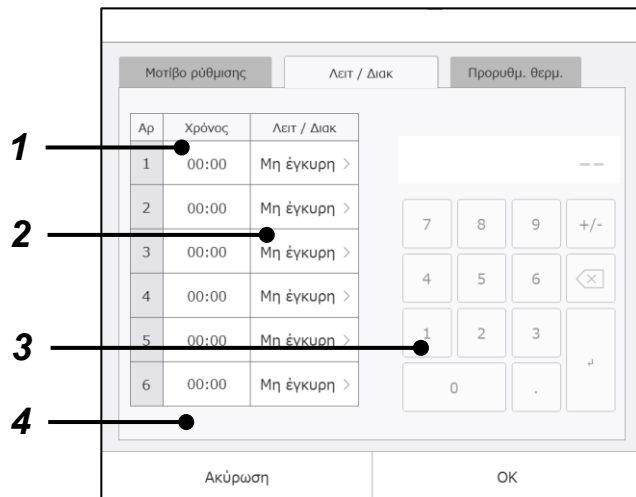 Μοτίβο ρύθμισης Λειτ / Διακ Προρυθμ. θερμ.
Αρ Χρόνος Λειτ / Διακ
1 00:00 Μη έγκυρη >
2 00:00 Μη έγκυρη >
3 00:00 Μη έγκυρη >
4 00:00 Μη έγκυρη >
5 00:00 Μη έγκυρη >
6 00:00 Μη έγκυρη >
--
7 8 9 +/-
4 5 6
1 2 3
0 .
Ακύρωση OK
1
2
3
4